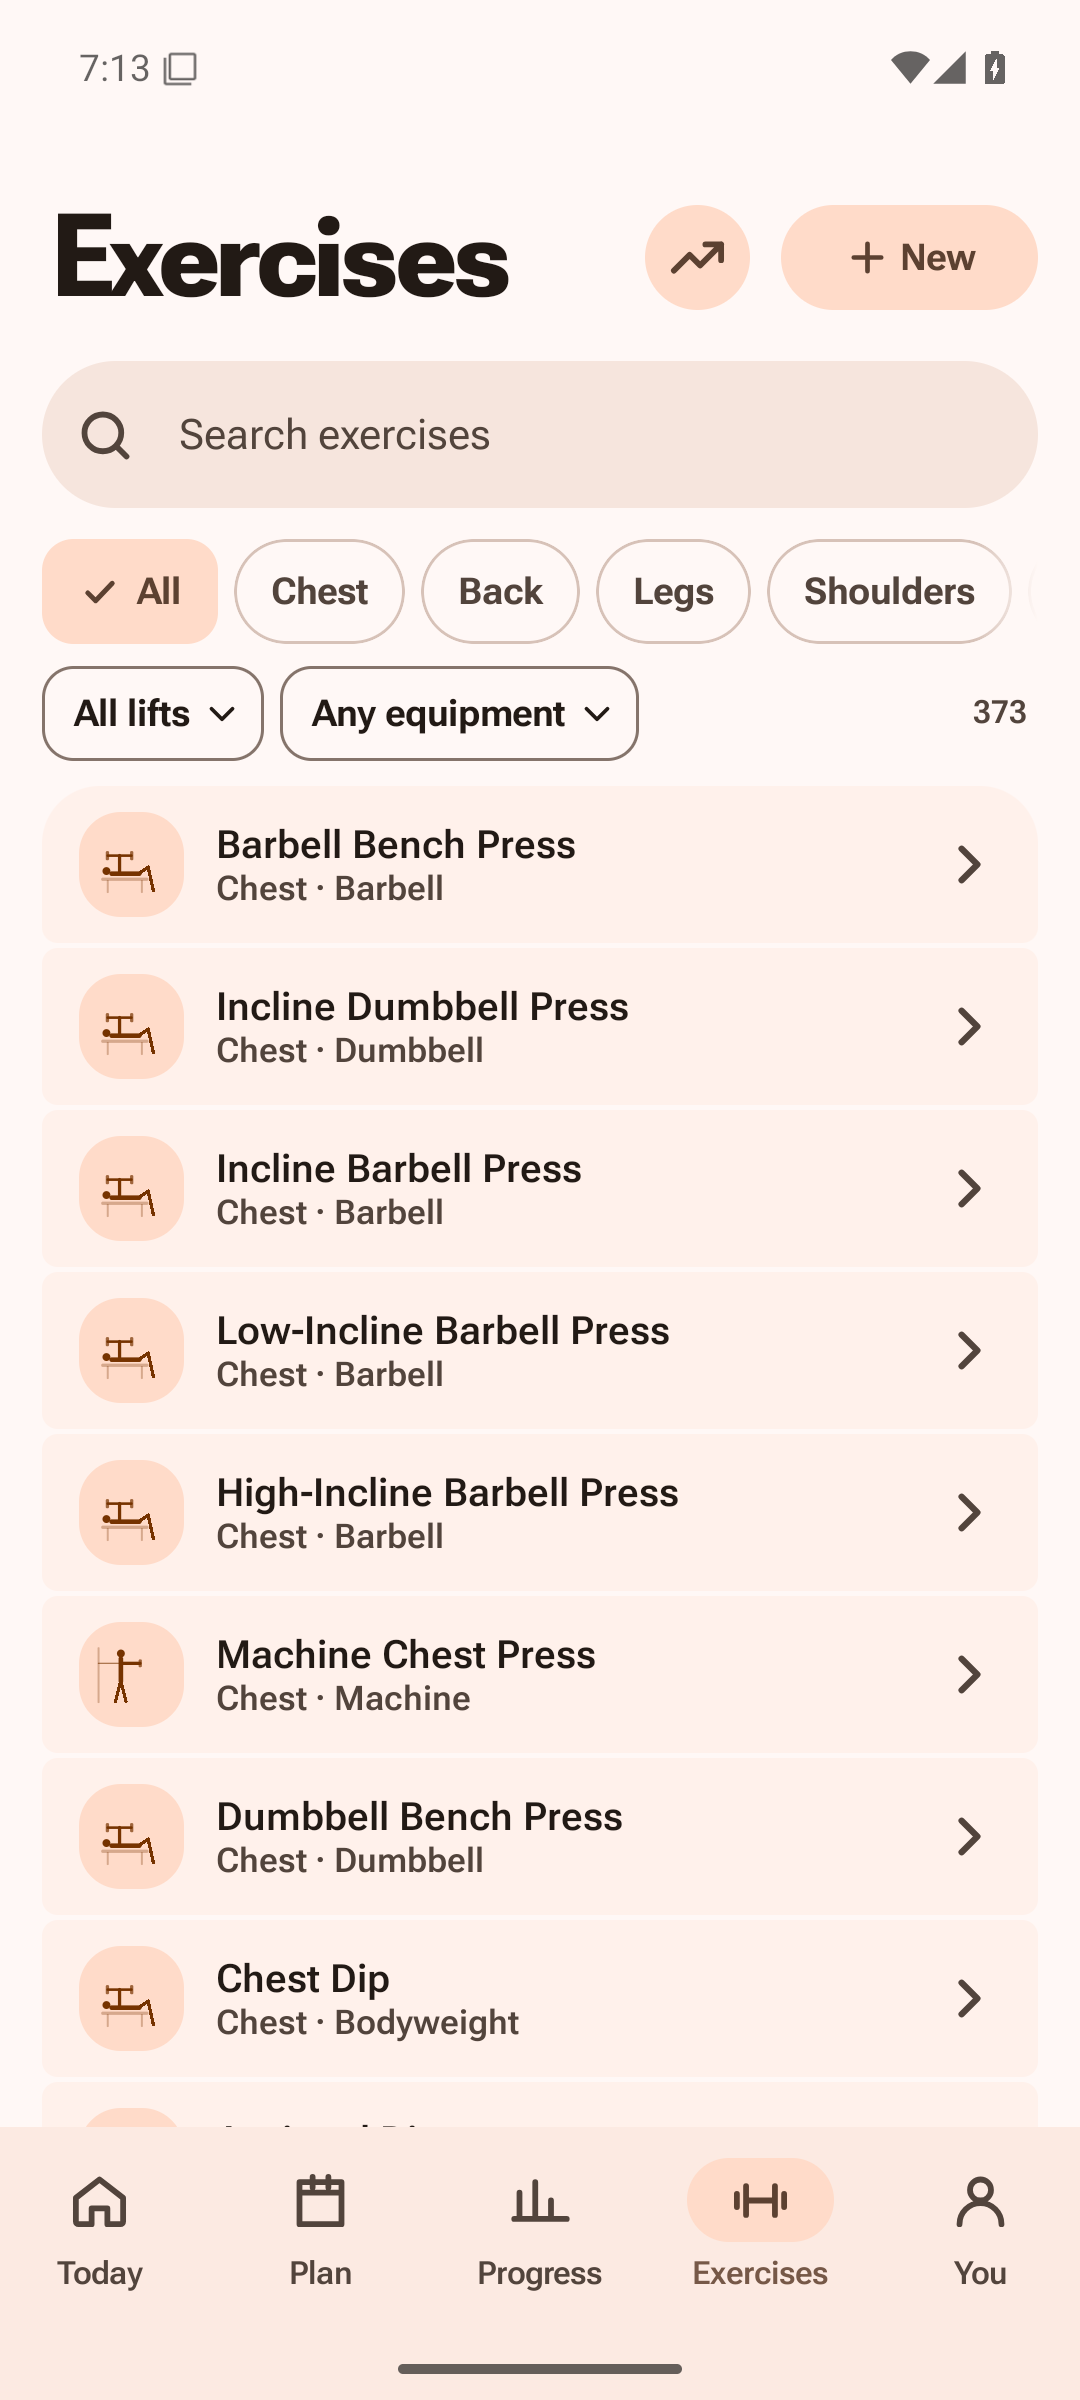 7:13
Exercises
New
Search exercises
All
Chest
Back
Legs
Shoulders
All lifts
Any equipment
373
Barbell Bench Press
Chest · Barbell
Incline Dumbbell Press
Chest · Dumbbell
Incline Barbell Press
Chest · Barbell
Low-Incline Barbell Press
Chest · Barbell
High-Incline Barbell Press
Chest · Barbell
Machine Chest Press
Chest · Machine
Dumbbell Bench Press
Chest · Dumbbell
Chest Dip
Chest · Bodyweight
Today
Plan
Progress
Exercises
You